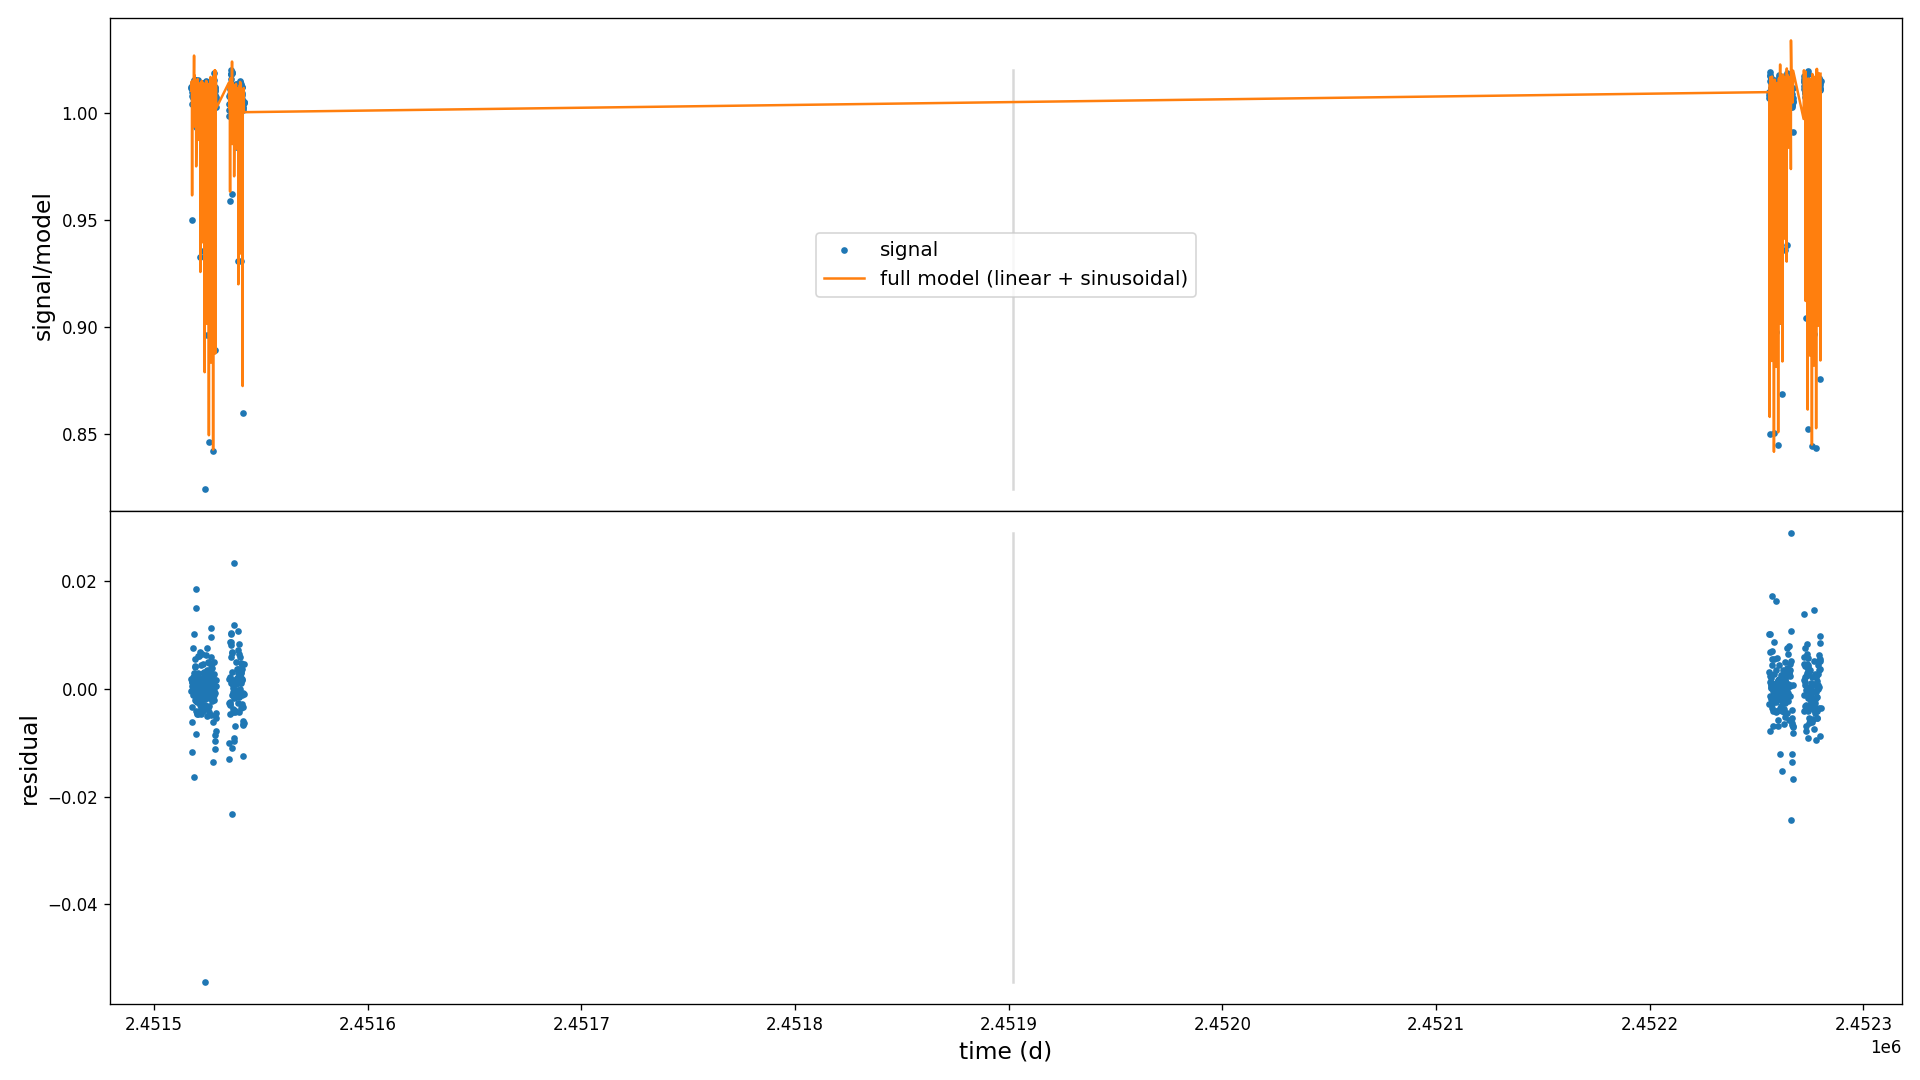 1.00
0.95
0.90
0.85
signal/model
signal
full model (linear + sinusoidal)
0.02
0.00
−0.02
−0.04
residual
2.4515 2.4516 2.4517 2.4518 2.4519 2.4520 2.4521 2.4522 2.4523
1e6
time (d)